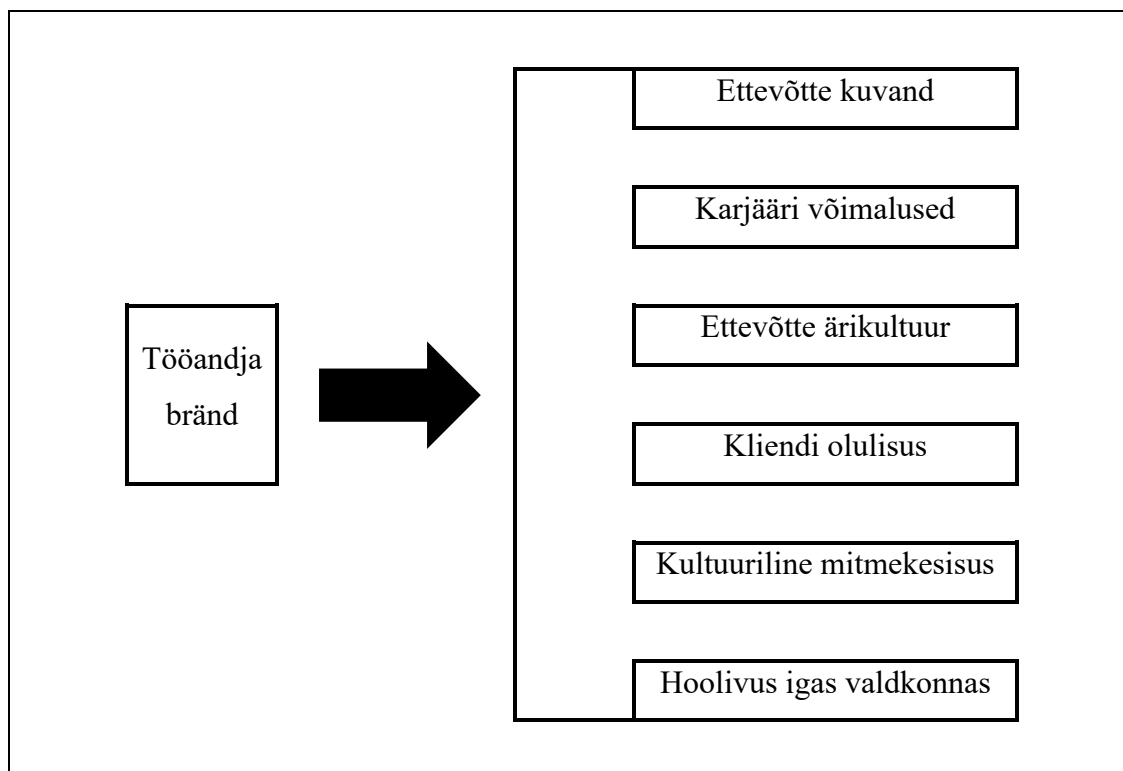 Ettevõtte kuvand
Karjääri võimalused
Ettevõtte ärikultuur
Tööandja
bränd
Kliendi olulisus
Kultuuriline mitmekesisus
Hoolivus igas valdkonnas